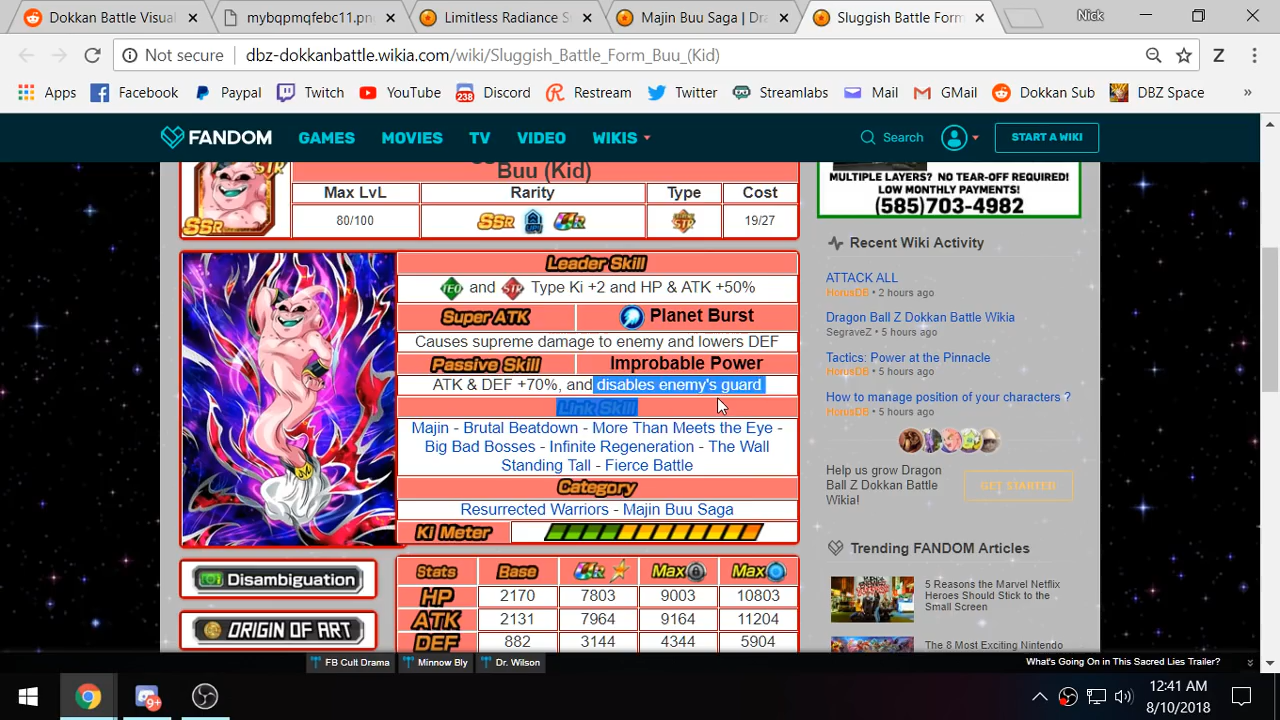 Dokkan Battle Visual
mybqpmqfebc11.pn
Limitless Radiance S
Majin Buu Saga | Dr
Sluggish Battle Form
Nick
Not secure
dbz-dokkanbattle.wikia.com/wiki/Sluggish_Battle_Form_Buu_(Kid)
Z
Apps
Facebook
Paypal
Twitch
YouTube
238
Discord
Restream
Twitter
Streamlabs
Mail
GMail
Dokkan Sub
DBZ Space
»
FANDOM
GAMES
MOVIES
TV
VIDEO
WIKIS
Search
START A WIKI
Buu (Kid)
STR
SSR
Max LvL
Rarity
Type
Cost
80/100
SSR UR
STR
19/27
Leader Skill
TEQ and STR Type Ki +2 and HP & ATK +50%
Super ATK
Planet Burst
Causes supreme damage to enemy and lowers DEF
Passive Skill
Improbable Power
ATK & DEF +70%, and disables enemy's guard
Link Skill
Majin - Brutal Beatdown - More Than Meets the Eye -
Big Bad Bosses - Infinite Regeneration - The Wall
Standing Tall - Fierce Battle
Category
Resurrected Warriors - Majin Buu Saga
Ki Meter
Disambiguation
ORIGIN OF ART
Stats
Base
UR
Max
Max
HP
2170
7803
9003
10803
ATK
2131
7964
9164
11204
DEF
882
3144
4344
5904
MULTIPLE LAYERS? NO TEAR-OFF REQUIRED!
LOW MONTHLY PAYMENTS!
(585)703-4982
Recent Wiki Activity
ATTACK ALL
HorusDB • 2 hours ago
Dragon Ball Z Dokkan Battle Wikia
SegraveZ • 5 hours ago
Tactics: Power at the Pinnacle
HorusDB • 5 hours ago
How to manage position of your characters ?
HorusDB • 5 hours ago
Help us grow Dragon
Ball Z Dokkan Battle
Wikia!
GET STARTED
Trending FANDOM Articles
5 Reasons the Marvel Netflix
Heroes Should Stick to the
Small Screen
The 8 Most Exciting Nintendo
FB Cult Drama
Minnow Bly
Dr. Wilson
What's Going On in This Sacred Lies Trailer?
9+
12:41 AM
8/10/2018